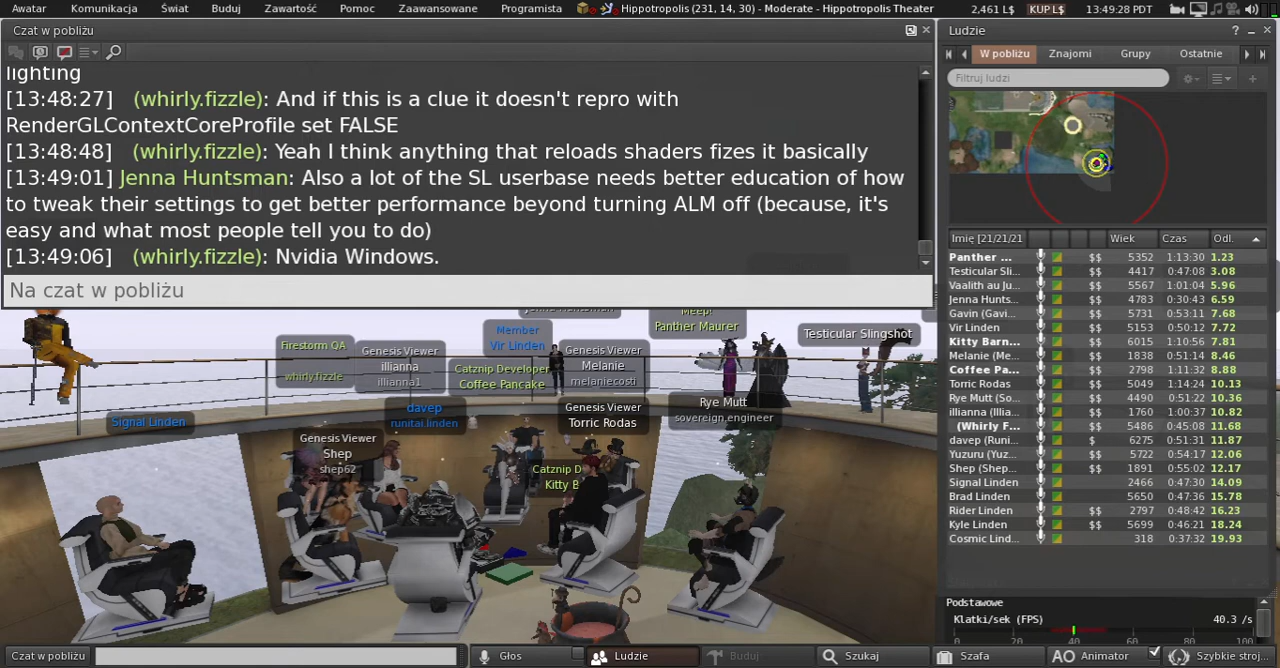 Awatar Komunikacja Świat Buduj Zawartość Pomoc Zaawansowane Programista Hippotropolis (231, 14, 30) - Moderate - Hippotropolis Theater 2,461 L$ KUP L$ 13:49:28 PDT
Czat w pobliżu
lighting
[13:48:27] (whirly.fizzle): And if this is a clue it doesn't repro with
RenderGLContextCoreProfile set FALSE
[13:48:48] (whirly.fizzle): Yeah I think anything that reloads shaders fizes it basically
[13:49:01] Jenna Huntsman: Also a lot of the SL userbase needs better education of how
to tweak their settings to get better performance beyond turning ALM off (because, it's
easy and what most people tell you to do)
[13:49:06] (whirly.fizzle): Nvidia Windows.
Na czat w pobliżu
Meep!
Panther Maurer
Testicular Slingshot
Member
Vir Linden
Firestorm QA
whirly.fizzle
Genesis Viewer
illianna
illianna1
Catznip Developer
Coffee Pancake
Genesis Viewer
Melanie
melaniecosti
Signal Linden
davep
runitai.linden
Genesis Viewer
Torric Rodas
Rye Mutt
sovereign.engineer
Genesis Viewer
Shep
shep62
Catznip D
Kitty B
Ludzie
W pobliżu Znajomi Grupy Ostatnie
Filtruj ludzi
Imię [21/21/21 Wiek Czas Odl.
Panther ... $$ 5352 1:13:30 1.23
Testicular Sli... $$ 4417 0:47:08 3.08
Vaalith au Ju... $$ 5567 1:01:04 5.96
Jenna Hunts... $$ 4783 0:30:43 6.59
Gavin (Gavi... $$ 5731 0:53:11 7.68
Vir Linden $$ 5153 0:50:12 7.72
Kitty Barn... $$ 6015 1:10:56 7.81
Melanie (Me... $$ 1838 0:51:14 8.46
Coffee Pa... $$ 2798 1:11:32 8.88
Torric Rodas $$ 5049 1:14:24 10.13
Rye Mutt (So... $$ 4490 0:51:22 10.36
illianna (Illia... $$ 1760 1:00:37 10.82
(Whirly F... $$ 5486 0:45:08 11.68
davep (Runi... $ 6275 0:51:31 11.87
Yuzuru (Yuz... $$ 5722 0:54:17 12.06
Shep (Shep... $$ 1891 0:55:02 12.17
Signal Linden 2466 0:47:30 14.09
Brad Linden 5650 0:47:36 15.78
Rider Linden $$ 2797 0:48:42 16.23
Kyle Linden $$ 5699 0:46:21 18.24
Cosmic Lind... 318 0:37:32 19.93
Podstawowe
Klatki/sek (FPS) 40.3 /s
0 20 40 60 80 100
Czat w pobliżu Głos Ludzie Buduj Szukaj Szafa AO Animator Szybkie stroj...